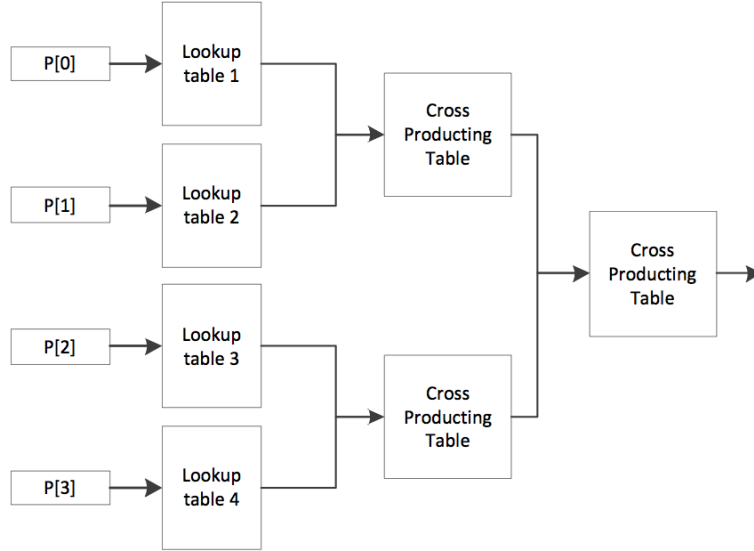 P[0]
Lookup
table 1
Cross
Producting
Table
P[1]
Lookup
table 2
Cross
Producting
Table
P[2]
Lookup
table 3
Cross
Producting
Table
P[3]
Lookup
table 4